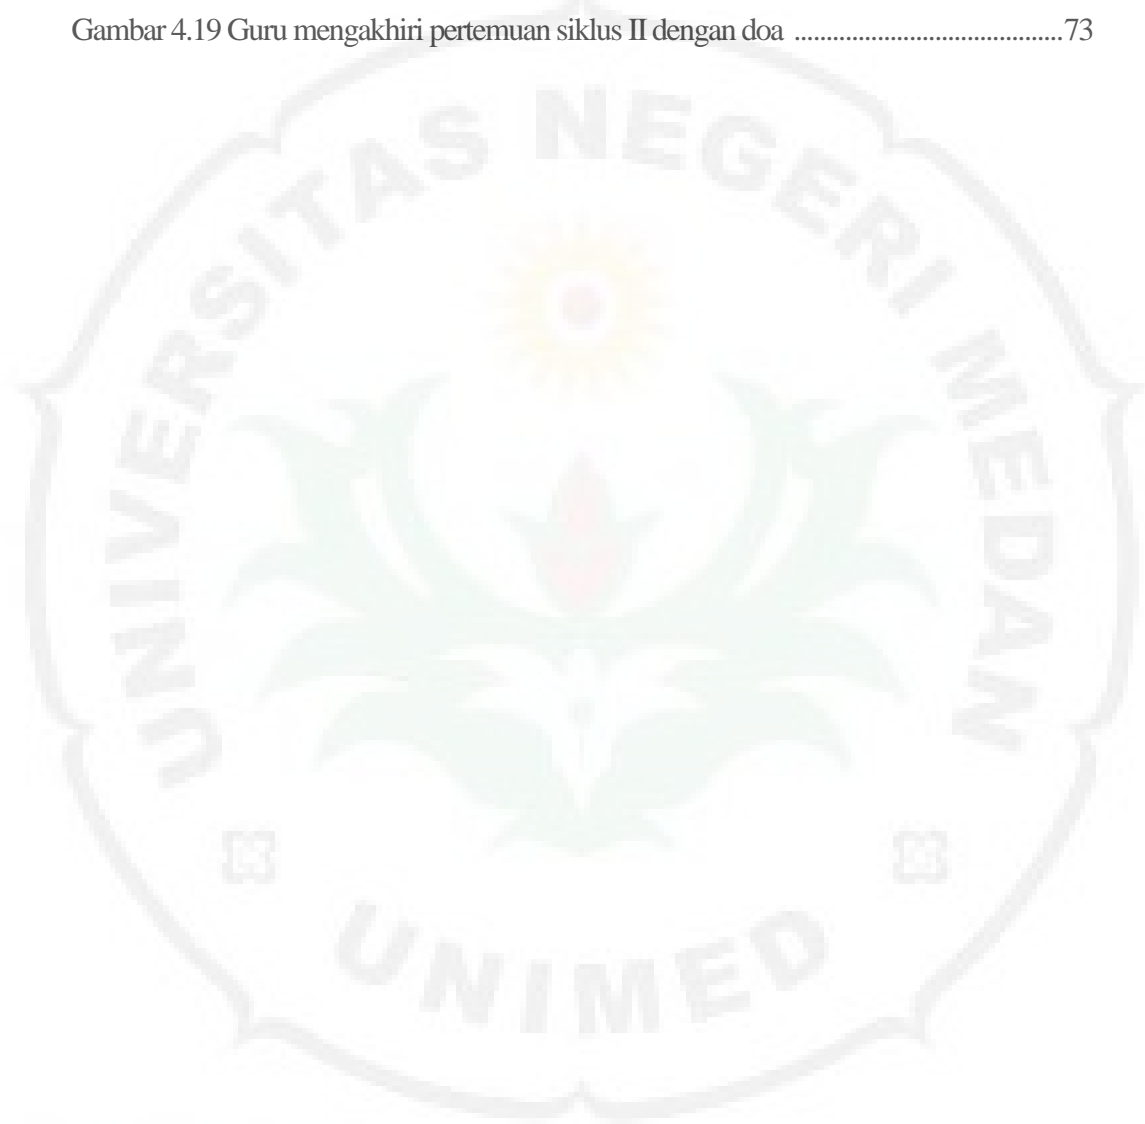 Gambar 4.19 Guru mengakhiri pertemuan siklus II dengan doa ..........................................73
UNIVERSITAS NEGERI MEDAN
UNIMED